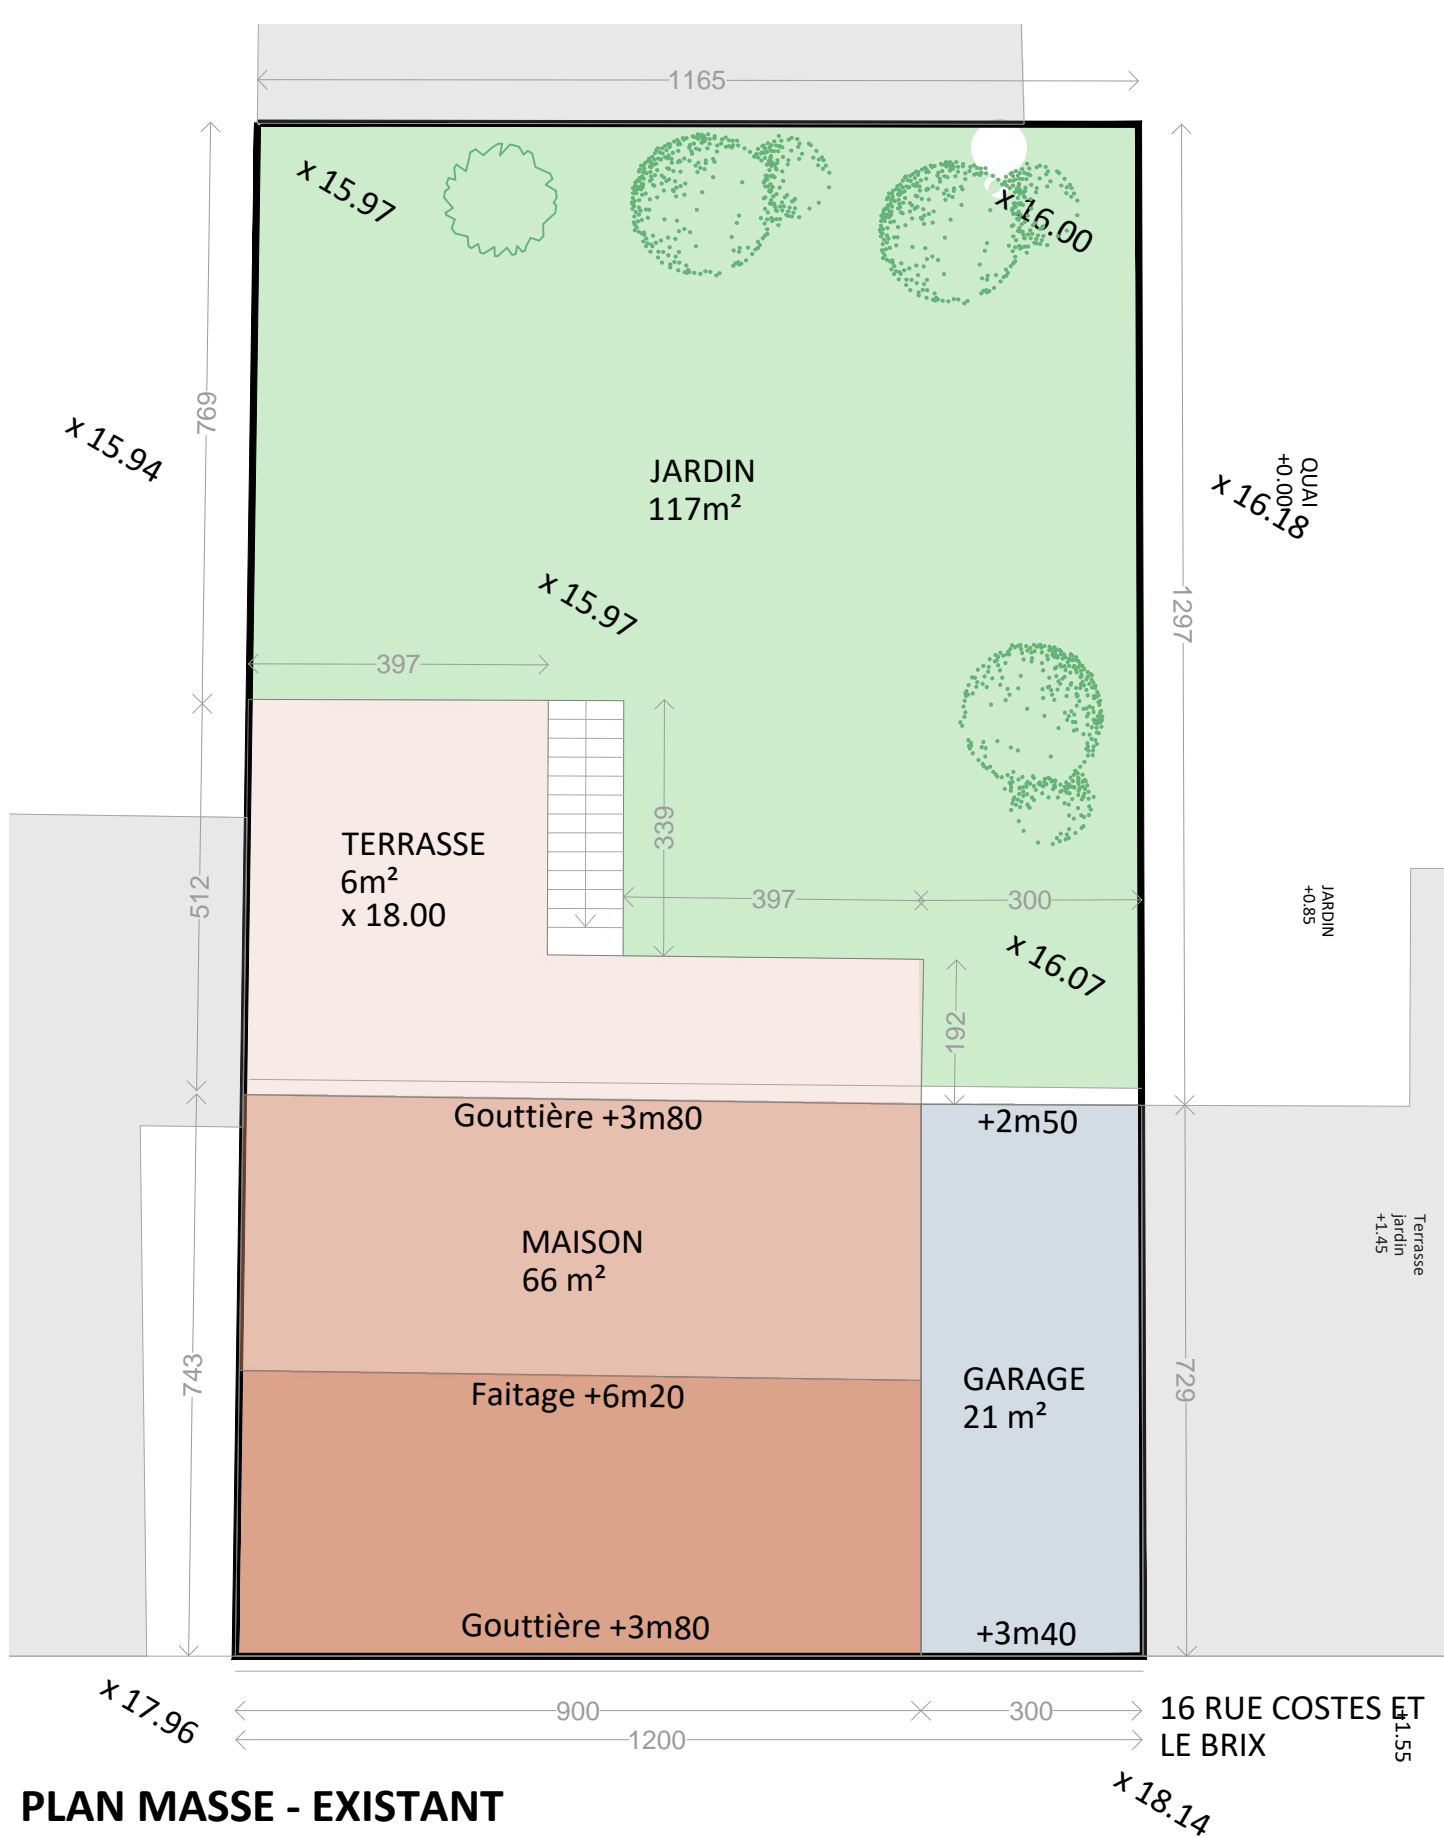 1165
x 15.97
x 16.00
769
x 15.94
JARDIN
117m²
QUAI
+0.00
x 16.18
x 15.97
1297
397
TERRASSE
6m²
x 18.00
339
512
397
300
JARDIN
+0.85
x 16.07
192
Gouttière +3m80
+2m50
MAISON
66 m²
Terrasse
jardin
+1.45
743
Faitage +6m20
GARAGE
21 m²
729
Gouttière +3m80
+3m40
x 17.96
900
300
1200
16 RUE COSTES ET
LE BRIX
+1.55
x 18.14
PLAN MASSE - EXISTANT